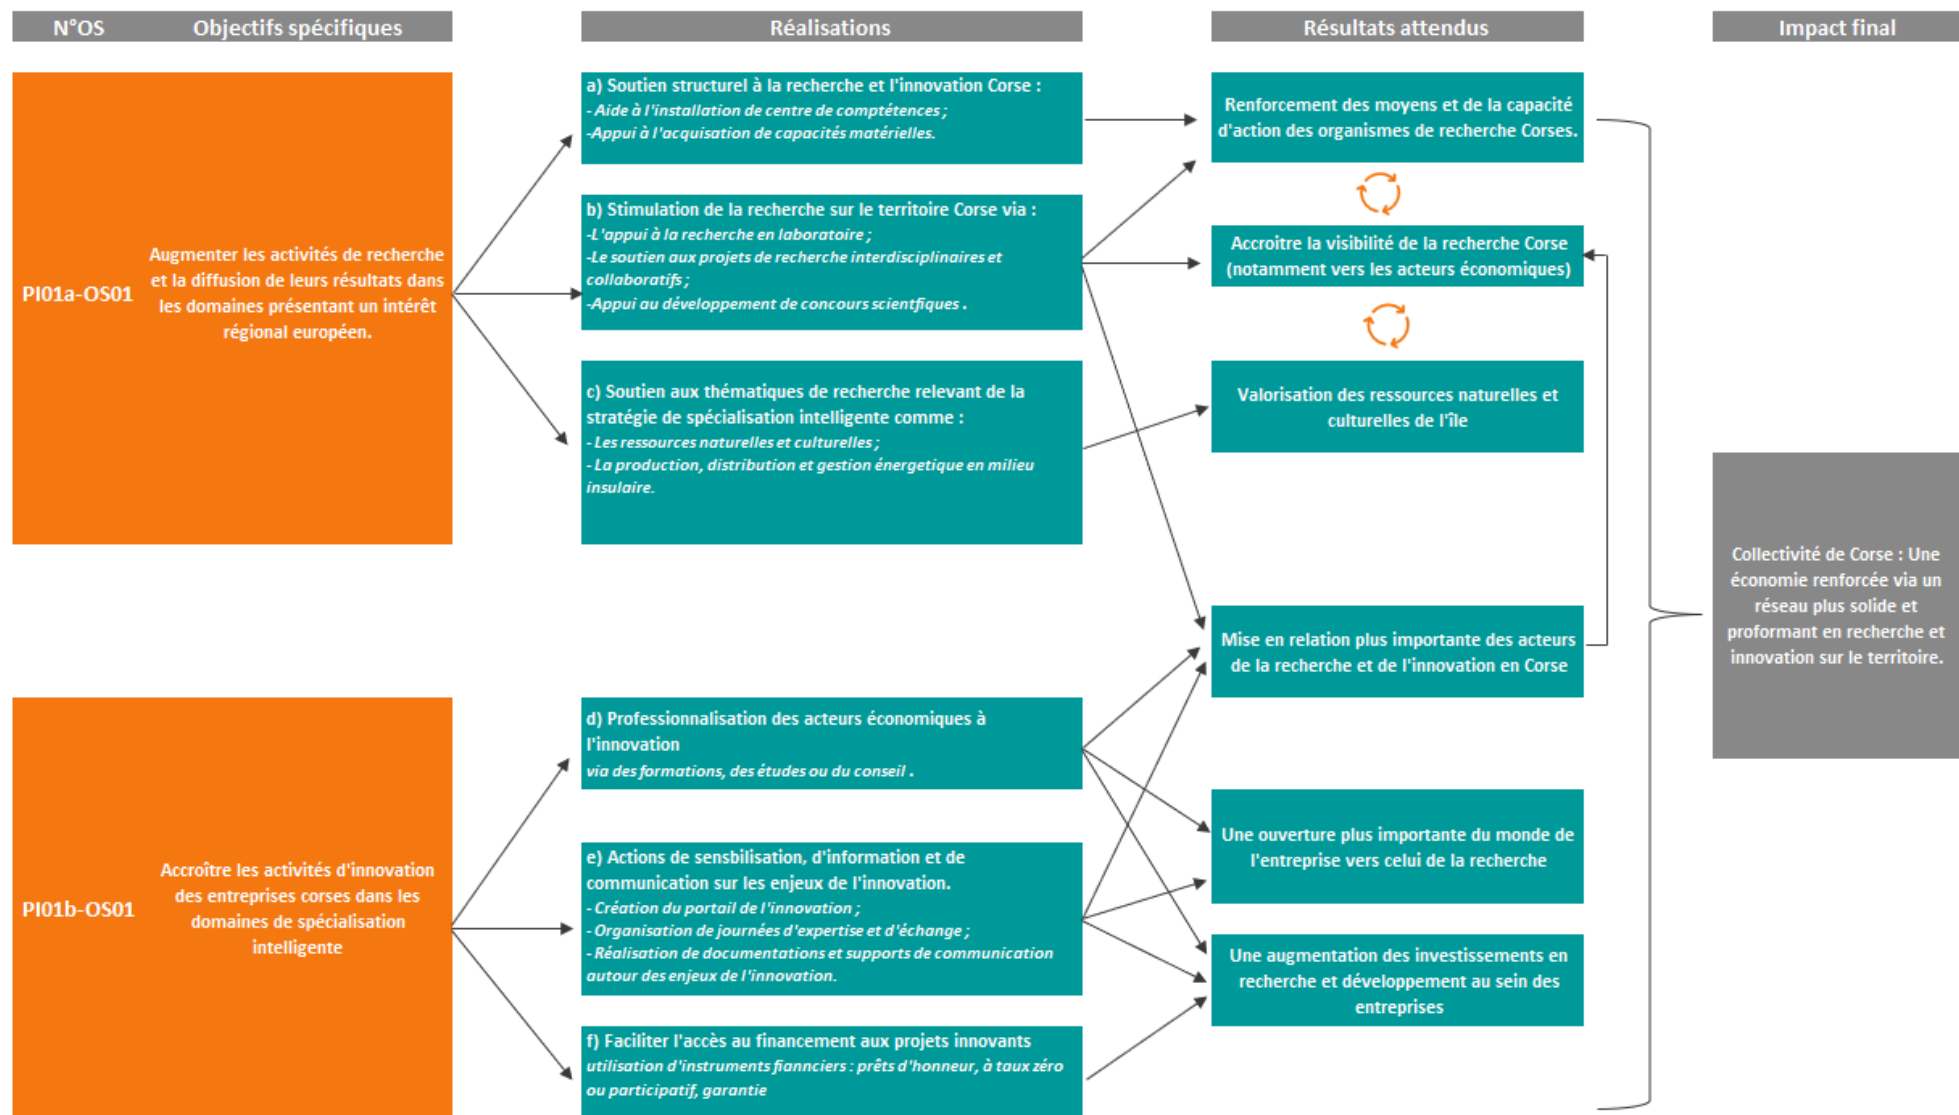 N°OS
Objectifs spécifiques
Réalisations
Résultats attendus
Impact final
PI01a-OS01
Augmenter les activités de recherche
et la diffusion de leurs résultats dans
les domaines présentant un intérêt
régional européen.
a) Soutien structurel à la recherche et l'innovation Corse :
- Aide à l'installation de centre de comptétences ;
-Appui à l'acquisition de capacités matérielles.
b) Stimulation de la recherche sur le territoire Corse via :
-L'appui à la recherche en laboratoire ;
-Le soutien aux projets de recherche interdisciplinaires et
collaboratifs ;
-Appui au développement de concours scientfiques .
c) Soutien aux thématiques de recherche relevant de la
stratégie de spécialisation intelligente comme :
- Les ressources naturelles et culturelles ;
- La production, distribution et gestion énergetique en milieu
insulaire.
Renforcement des moyens et de la capacité
d'action des organismes de recherche Corses.
Accroitre la visibilité de la recherche Corse
(notamment vers les acteurs économiques)
Valorisation des ressources naturelles et
culturelles de l'île
Mise en relation plus importante des acteurs
de la recherche et de l'innovation en Corse
Collectivité de Corse : Une
économie renforcée via un
réseau plus solide et
proformant en recherche et
innovation sur le territoire.
PI01b-OS01
Accroître les activités d'innovation
des entreprises corses dans les
domaines de spécialisation
intelligente
d) Professionnalisation des acteurs économiques à
l'innovation
via des formations, des études ou du conseil .
e) Actions de sensbilisation, d'information et de
communication sur les enjeux de l'innovation.
- Création du portail de l'innovation ;
- Organisation de journées d'expertise et d'échange ;
- Réalisation de documentations et supports de communication
autour des enjeux de l'innovation.
f) Faciliter l'accès au financement aux projets innovants
utilisation d'instruments fiannciers : prêts d'honneur, à taux zéro
ou participatif, garantie
Une ouverture plus importante du monde de
l'entreprise vers celui de la recherche
Une augmentation des investissements en
recherche et développement au sein des
entreprises